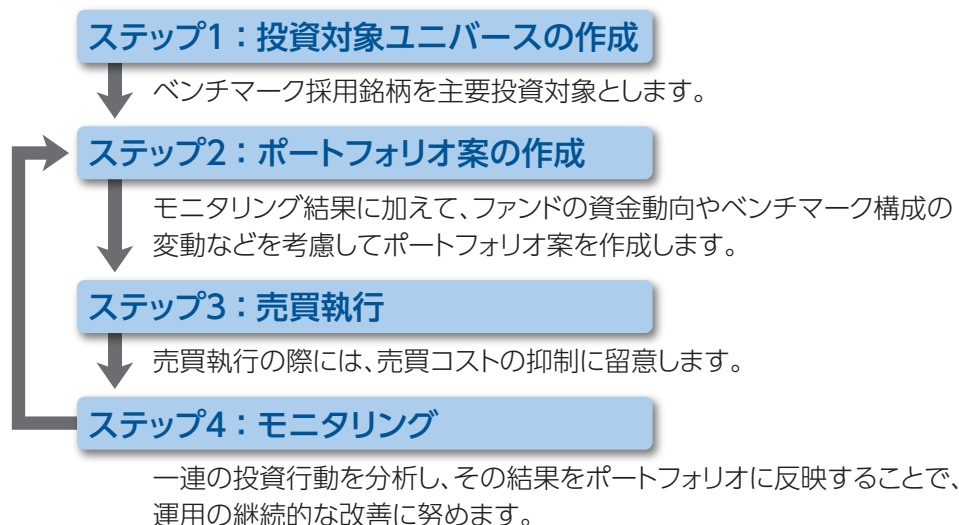 ステップ1：投資対象ユニバースの作成
ベンチマーク採用銘柄を主要投資対象とします。
ステップ2：ポートフォリオ案の作成
モニタリング結果に加えて、ファンドの資金動向やベンチマーク構成の
変動などを考慮してポートフォリオ案を作成します。
ステップ3：売買執行
売買執行の際には、売買コストの抑制に留意します。
ステップ4：モニタリング
一連の投資行動を分析し、その結果をポートフォリオに反映することで、
運用の継続的な改善に努めます。